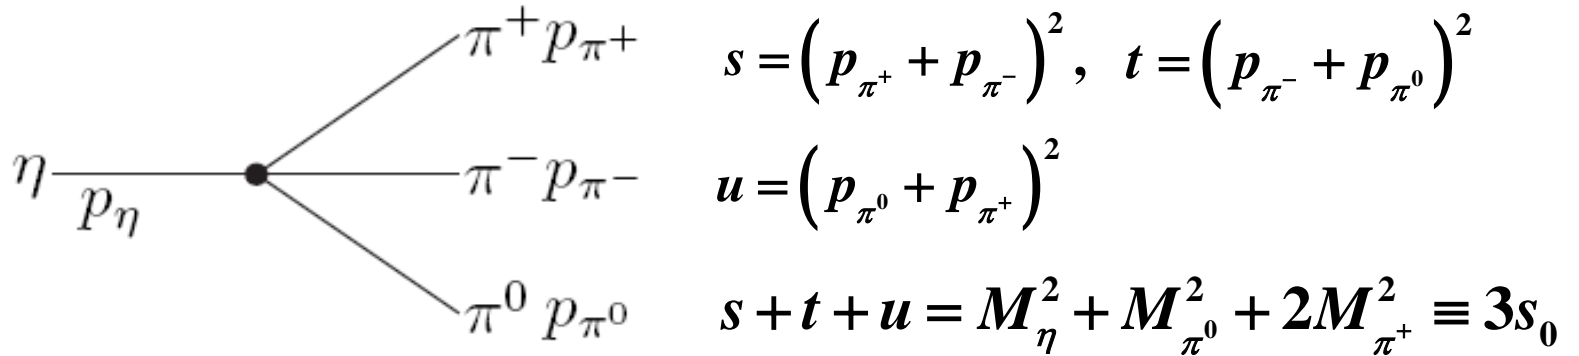 π⁺ p_{π⁺}
s = (p_{π⁺} + p_{π⁻})², t = (p_{π⁻} + p_{π⁰})²
η π⁻ p_{π⁻}
p_η
u = (p_{π⁰} + p_{π⁺})²
π⁰ p_{π⁰}
s + t + u = M_η² + M_{π⁰}² + 2M_{π⁺}² ≡ 3s₀